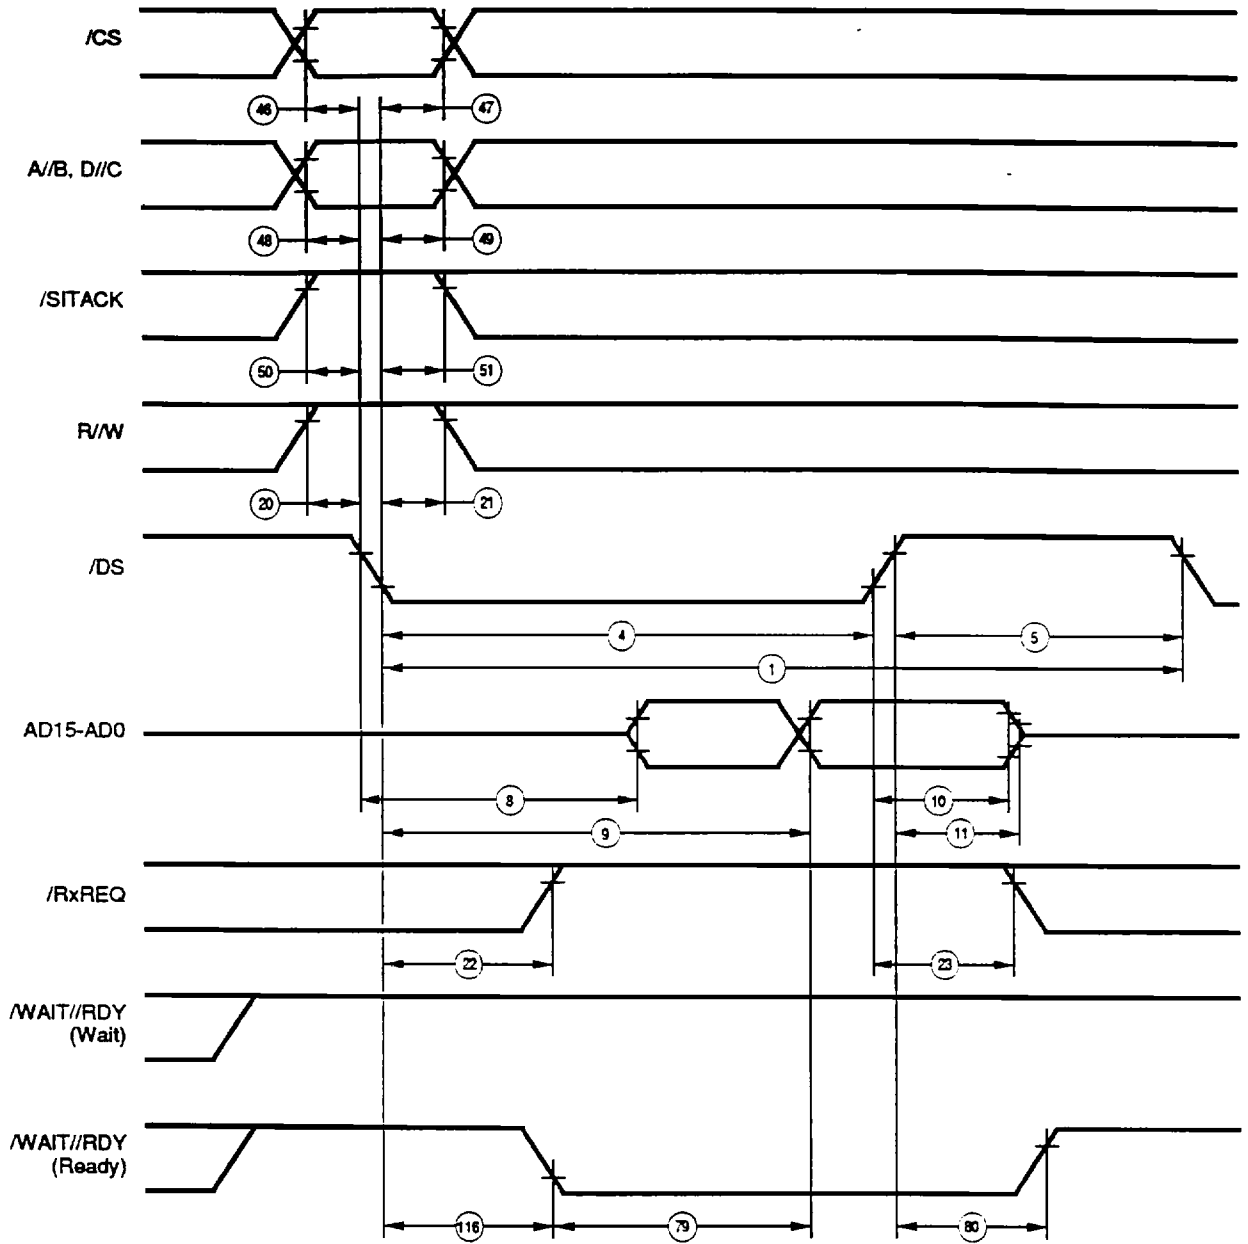 /CS
46
47
A//B, D//C
48
49
/SITACK
50
51
R//W
20
21
/DS
4
5
1
AD15-AD0
8
10
9
11
/RxREQ
22
23
/WAIT//RDY
(Wait)
/WAIT//RDY
(Ready)
116
79
80